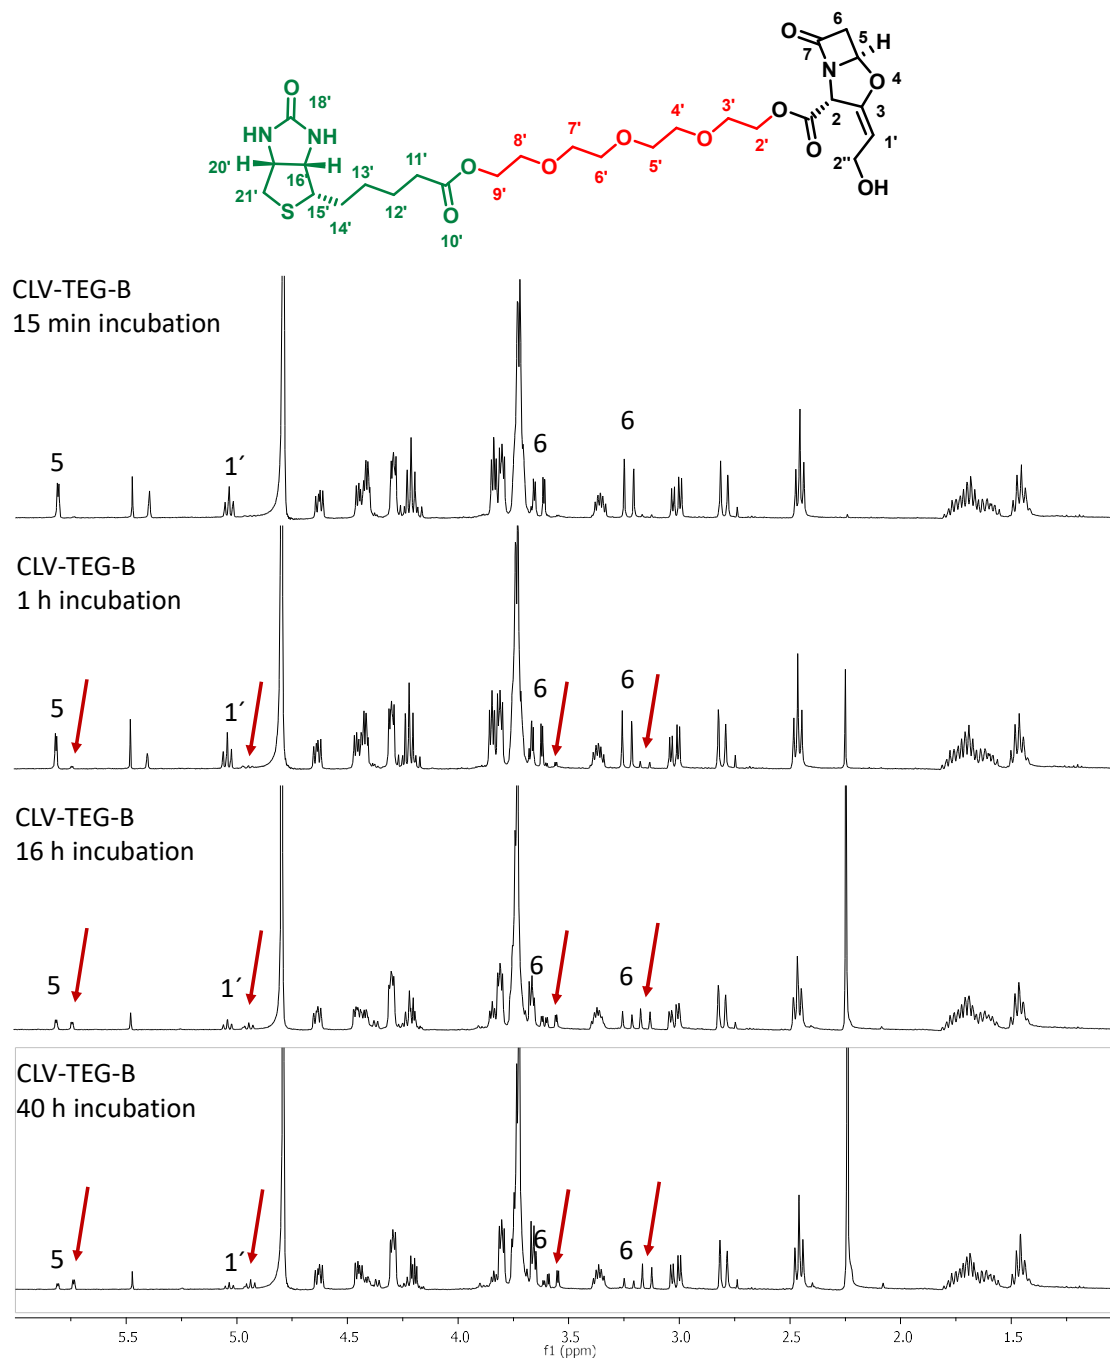 6
O
5
H
7
N
O
4
O
2
3
O
1'
2''
OH
O
3'
4'
O
2'
O
7'
O
5'
8'
O
6'
O
9'
O
10'
11'
12'
13'
14'
15'
16'
O
18'
HN
NH
20'
H
H
21'
S
CLV-TEG-B
15 min incubation
5
1´
6
6
CLV-TEG-B
1 h incubation
5
1´
6
6
CLV-TEG-B
16 h incubation
5
1´
6
6
CLV-TEG-B
40 h incubation
5
1´
6
6
5.5 5.0 4.5 4.0 3.5 3.0 2.5 2.0 1.5
f1 (ppm)